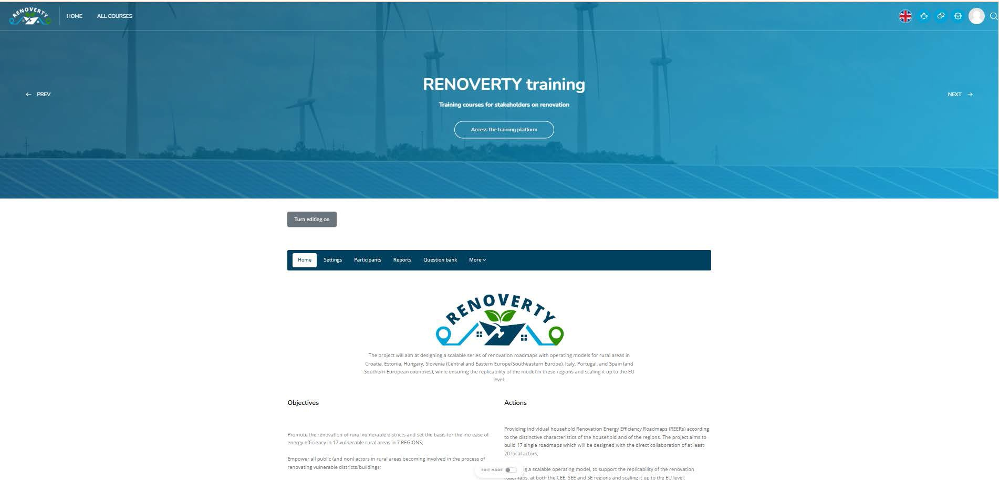 RENOVERTY
HOME
ALL COURSES
← PREV
RENOVERTY training
Training courses for stakeholders on renovation
Access the training platform
NEXT →
Turn editing on
Home
Settings
Participants
Reports
Question bank
More
RENOVERTY
The project will aim at designing a scalable series of renovation roadmaps with operating models for rural areas in
Croatia, Estonia, Hungary, Slovenia (Central and Eastern Europe/Southeastern Europe), Italy, Portugal, and Spain (and
Southern European countries), while ensuring the replicability of the model in these regions and scaling it up to the EU
level.
Objectives
Promote the renovation of rural vulnerable districts and set the basis for the increase of
energy efficiency in 17 vulnerable rural areas in 7 REGIONS;
Empower all public (and non) actors in rural areas becoming involved in the process of
renovating vulnerable districts/buildings;
Actions
Providing individual household Renovation Energy Efficiency Roadmaps (REERs) according
to the distinctive characteristics of the household and of the regions. The project aims to
build 17 single roadmaps which will be designed with the direct collaboration of at least
20 local actors;
a scalable operating model, to support the replicability of the renovation
roadmaps, at both the CEE, SEE and SE regions and scaling it up to the EU level;
EDIT MODE